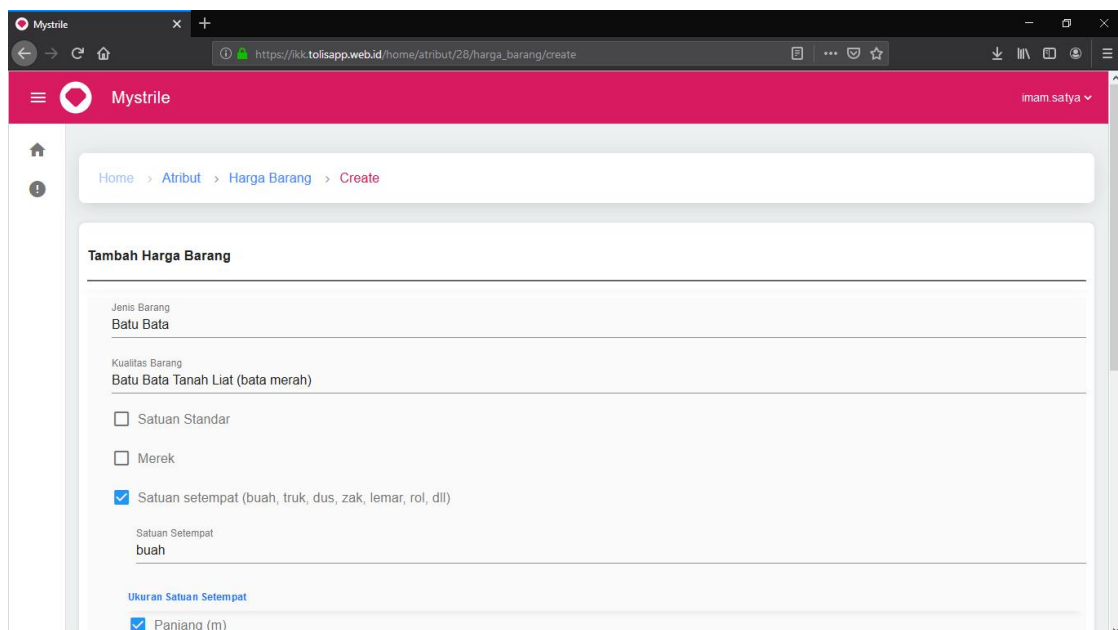 Mystrile
https://ikk.tolisapp.web.id/home/atribut/28/harga_barang/create
Mystrile
imam.satya
Home > Atribut > Harga Barang > Create
Tambah Harga Barang
Jenis Barang
Batu Bata
Kualitas Barang
Batu Bata Tanah Liat (bata merah)
Satuan Standar
Merek
Satuan setempat (buah, truk, dus, zak, lemar, rol, dll)
Satuan Setempat
buah
Ukuran Satuan Setempat
Panjang (m)